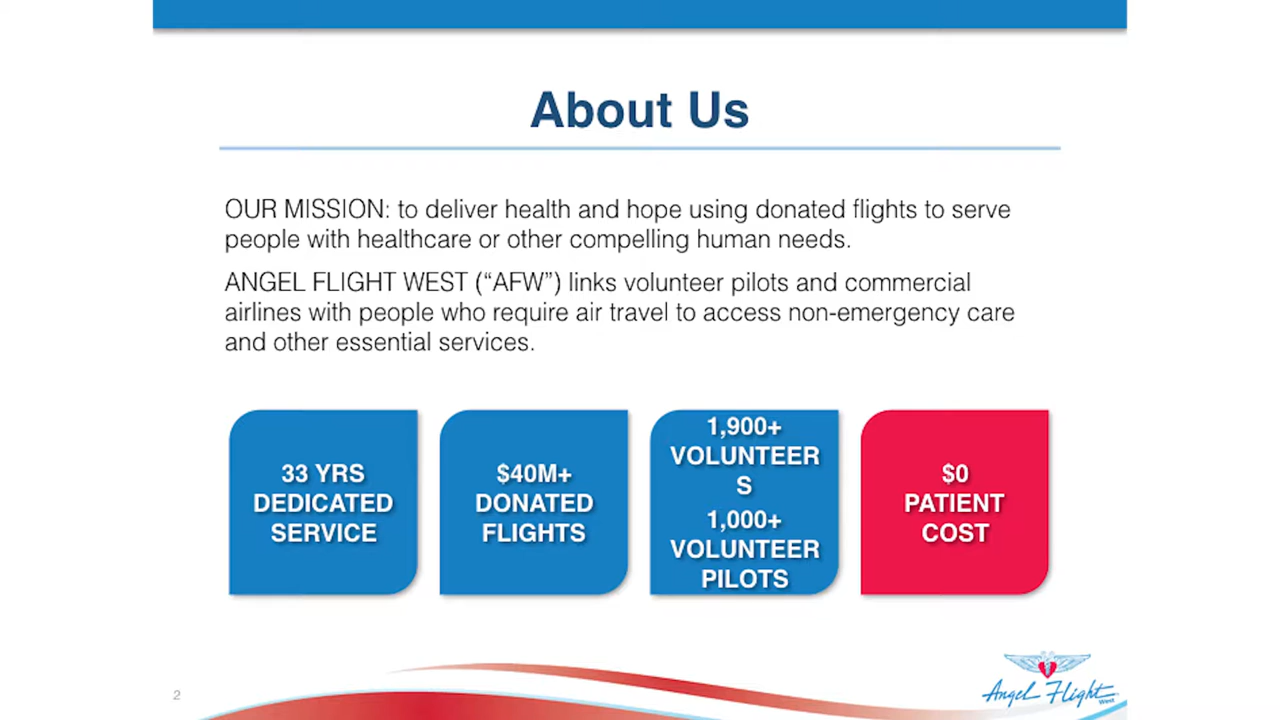 About Us
OUR MISSION: to deliver health and hope using donated flights to serve
people with healthcare or other compelling human needs.
ANGEL FLIGHT WEST (“AFW”) links volunteer pilots and commercial
airlines with people who require air travel to access non-emergency care
and other essential services.
33 YRS
DEDICATED
SERVICE
$40M+
DONATED
FLIGHTS
1,900+
VOLUNTEER
S
1,000+
VOLUNTEER
PILOTS
$0
PATIENT
COST
2
Angel Flight
West